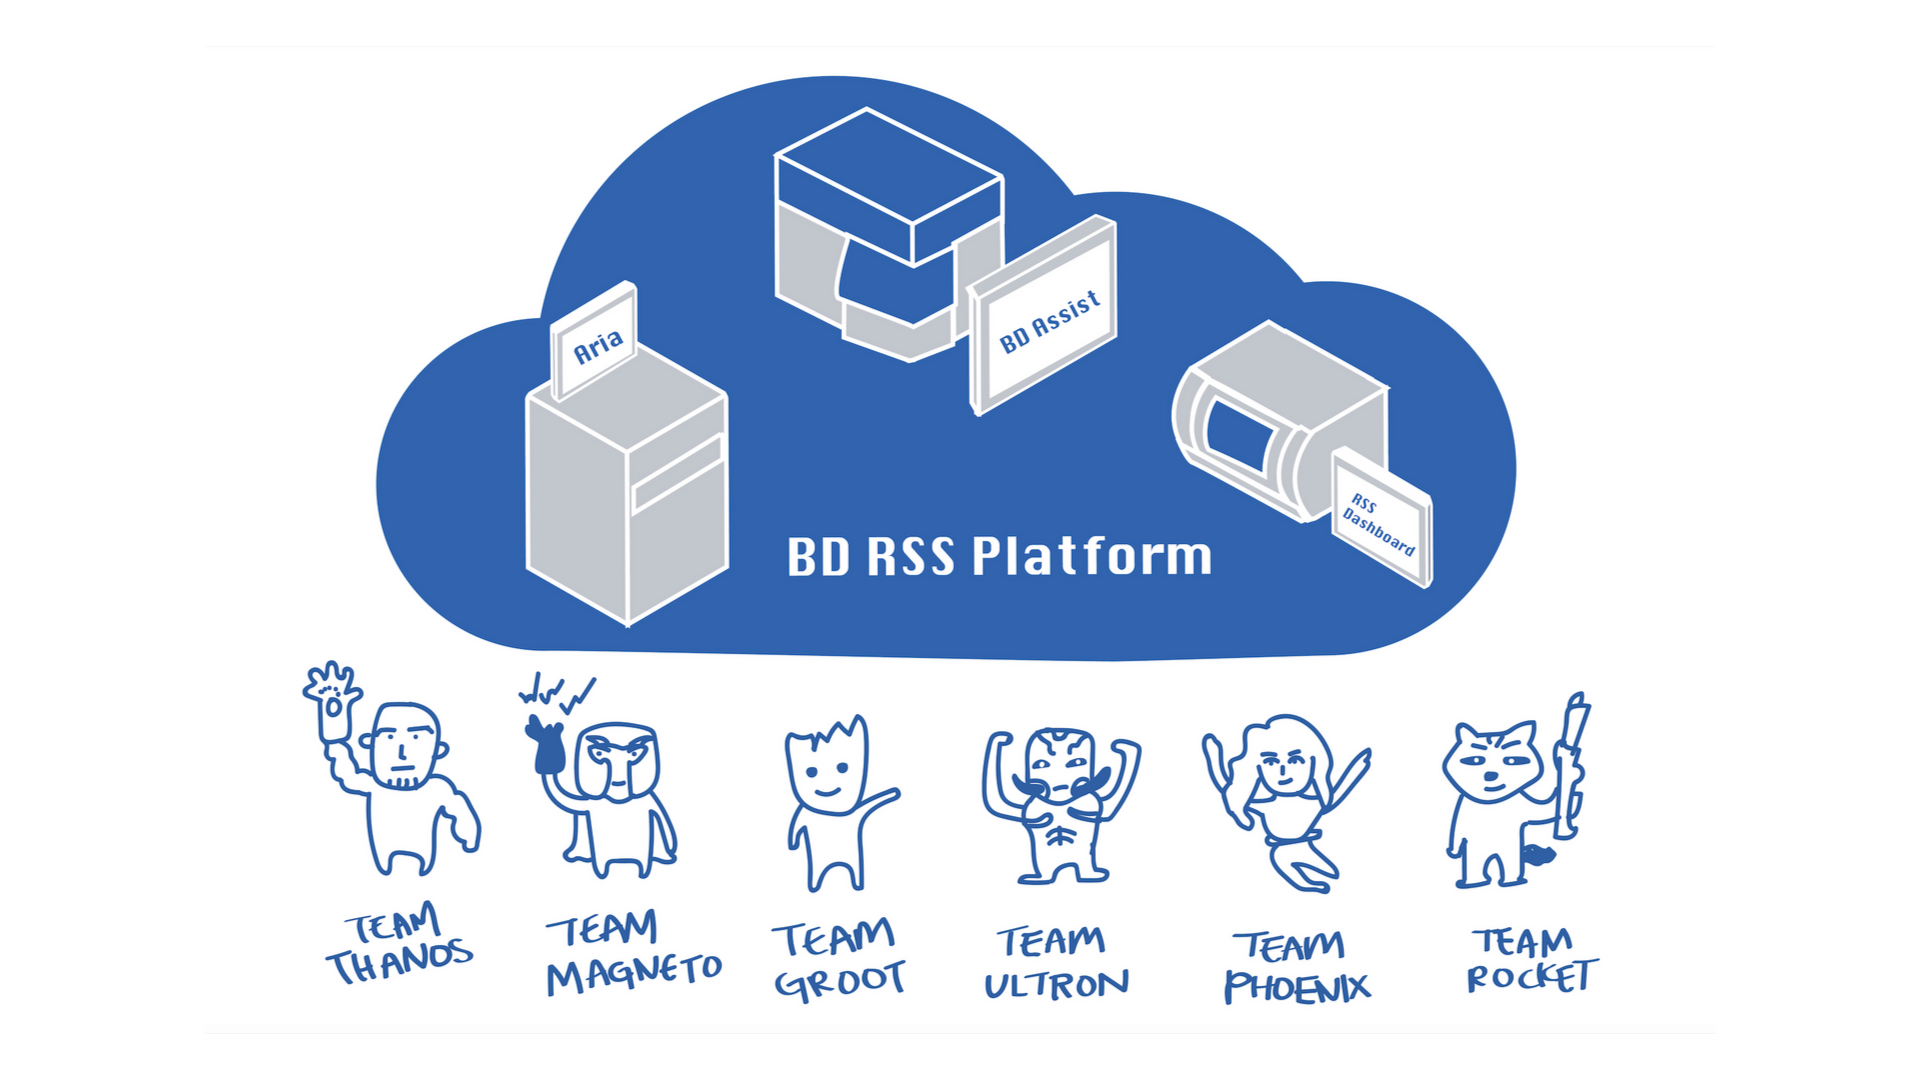 Aria
BD Assist
RSS
Dashboard
BD RSS Platform
TEAM
THANOS
TEAM
MAGNETO
TEAM
GROOT
TEAM
ULTRON
TEAM
PHOENIX
TEAM
ROCKET